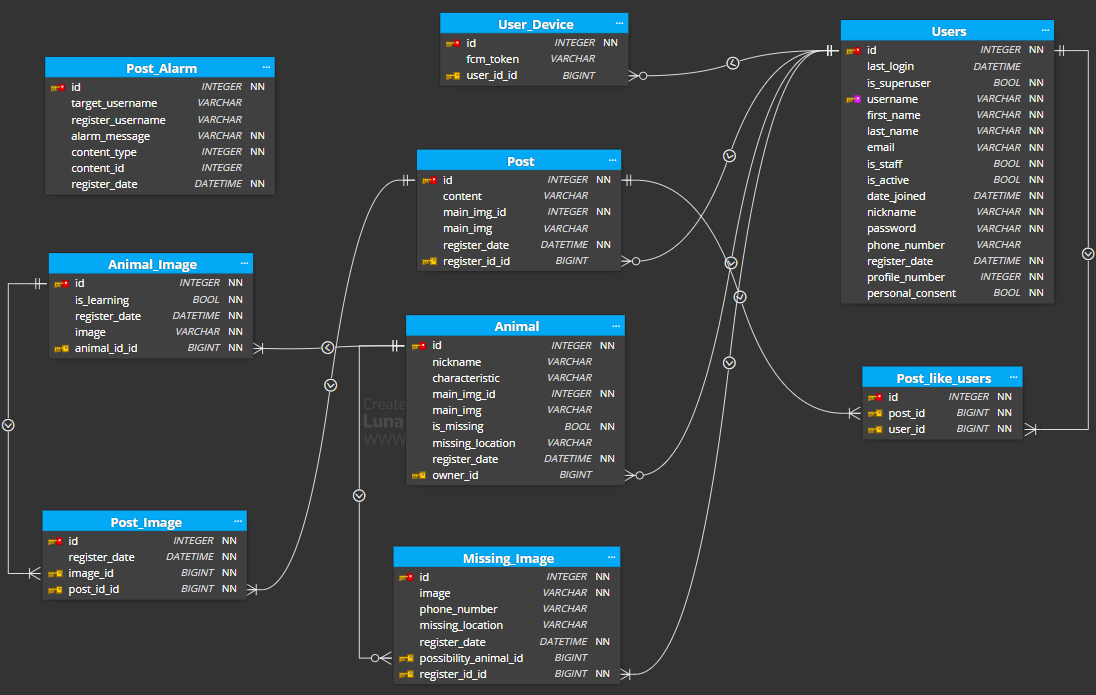 User_Device ...
id INTEGER NN
fcm_token VARCHAR
user_id_id BIGINT
Users ...
id INTEGER NN
last_login DATETIME
is_superuser BOOL NN
username VARCHAR NN
first_name VARCHAR NN
last_name VARCHAR NN
email VARCHAR NN
is_staff BOOL NN
is_active BOOL NN
date_joined DATETIME NN
nickname VARCHAR NN
password VARCHAR NN
phone_number VARCHAR
register_date DATETIME NN
profile_number INTEGER NN
personal_consent BOOL NN
Post_Alarm ...
id INTEGER NN
target_username VARCHAR
register_username VARCHAR
alarm_message VARCHAR NN
content_type INTEGER NN
content_id INTEGER
register_date DATETIME NN
Post ...
id INTEGER NN
content VARCHAR
main_img_id INTEGER NN
main_img VARCHAR
register_date DATETIME NN
register_id_id BIGINT
Animal_Image ...
id INTEGER NN
is_learning BOOL NN
register_date DATETIME NN
image VARCHAR NN
animal_id_id BIGINT NN
Animal ...
id INTEGER NN
nickname VARCHAR
characteristic VARCHAR
main_img_id INTEGER NN
main_img VARCHAR
is_missing BOOL NN
missing_location VARCHAR
register_date DATETIME NN
owner_id BIGINT
Create
Luna
WWW
Post_like_users ...
id INTEGER NN
post_id BIGINT NN
user_id BIGINT NN
Post_Image ...
id INTEGER NN
register_date DATETIME NN
image_id BIGINT NN
post_id_id BIGINT NN
Missing_Image ...
id INTEGER NN
image VARCHAR NN
phone_number VARCHAR
missing_location VARCHAR
register_date DATETIME NN
possibility_animal_id BIGINT
register_id_id BIGINT NN